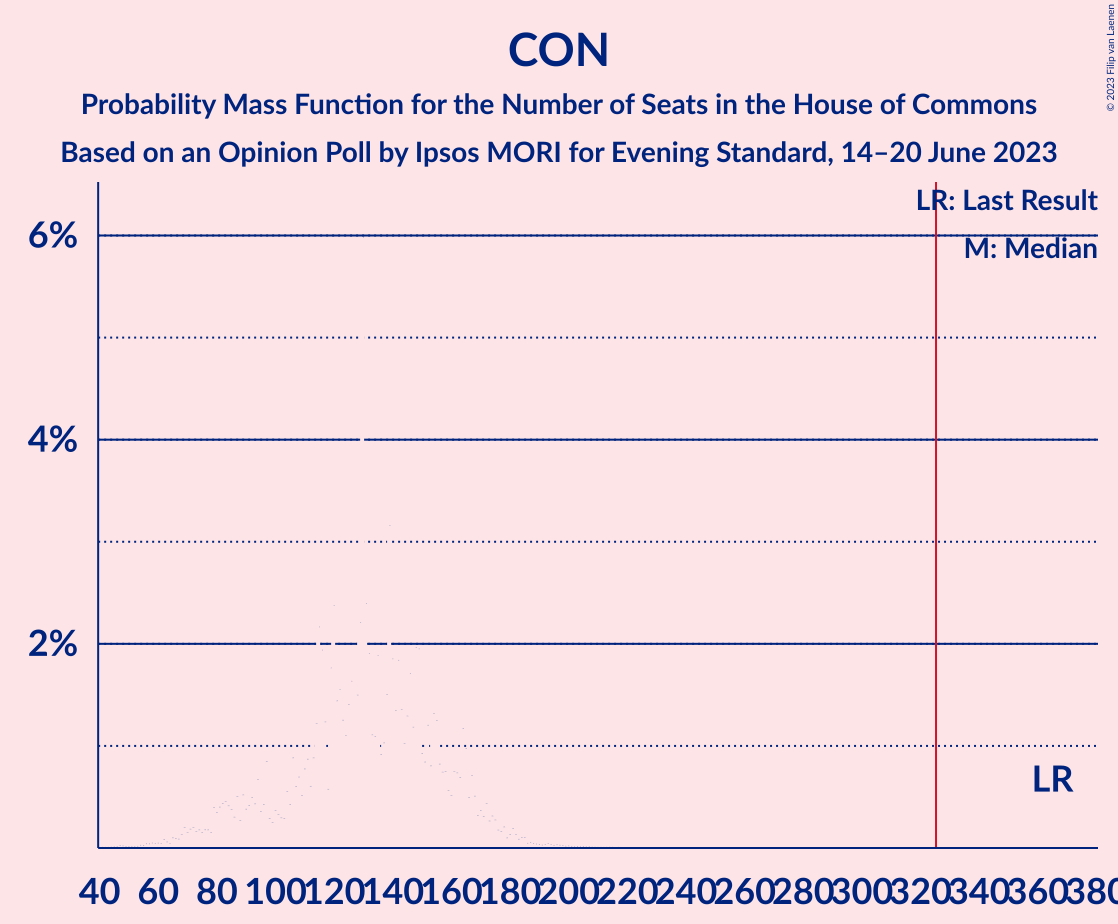 CON
Probability Mass Function for the Number of Seats in the House of Commons
Based on an Opinion Poll by Ipsos MORI for Evening Standard, 14–20 June 2023
© 2023 Filip van Laenen
LR: Last Result
M: Median
6%
4%
2%
LR
40 60 80 100 120 140 160 180 200 220 240 260 280 300 320 340 360 380